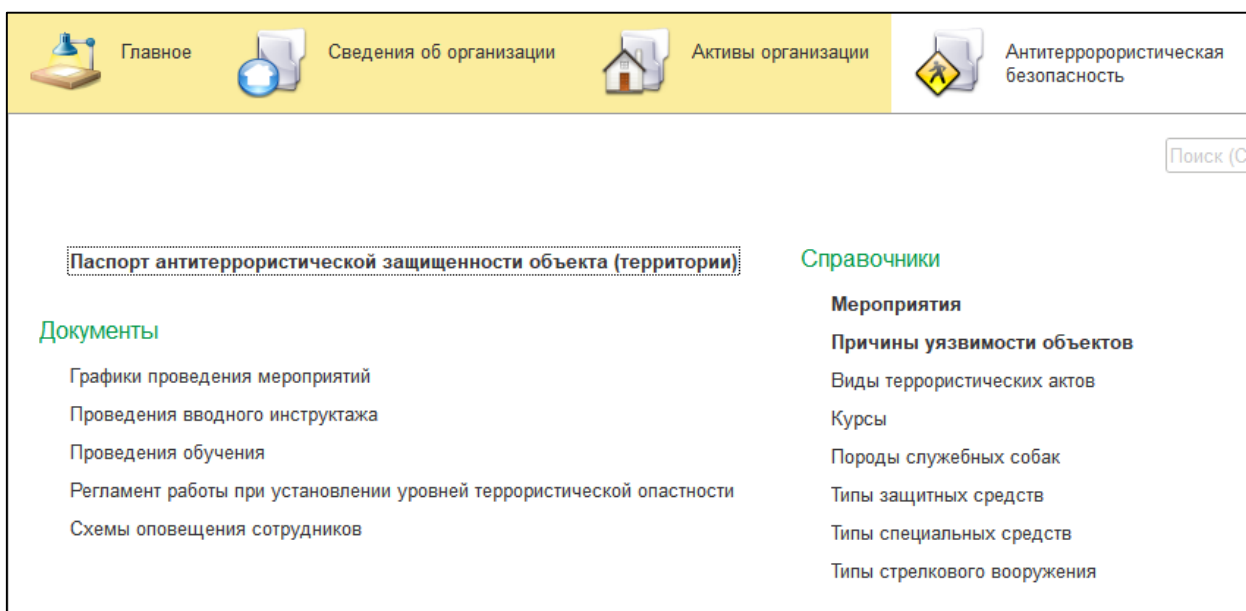 Главное
Сведения об организации
Активы организации
Антитерророристическая
безопасность
Поиск (С
Паспорт антитеррористической защищенности объекта (территории)
Документы
Графики проведения мероприятий
Проведения вводного инструктажа
Проведения обучения
Регламент работы при установлении уровней террористической опастности
Схемы оповещения сотрудников
Справочники
Мероприятия
Причины уязвимости объектов
Виды террористических актов
Курсы
Породы служебных собак
Типы защитных средств
Типы специальных средств
Типы стрелкового вооружения